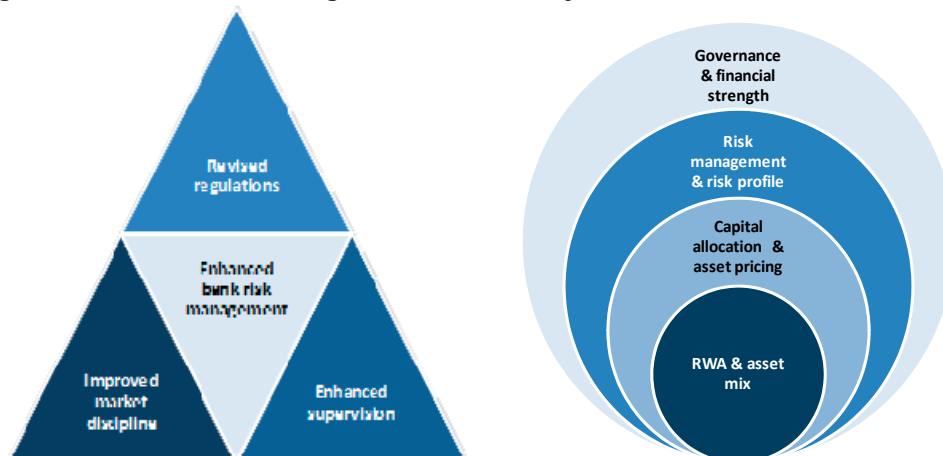 Revised
regulations
Enhanced
bank risk
management
Improved
market
discipline
Enhanced
supervision
Governance
& financial
strength
Risk
management
& risk profile
Capital
allocation &
asset pricing
RWA & asset
mix